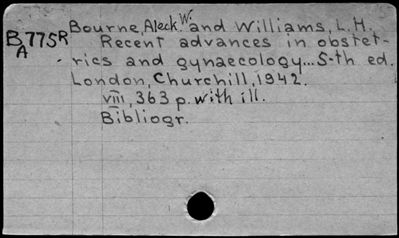 Bourne, Aleck W. and Williams, L. H.
B775R
A
Recent advances in obstet-
rics and gynaecology... 5-th ed.
London, Churchill, 1942.
viii, 363 p. with ill.
Bibliogr.